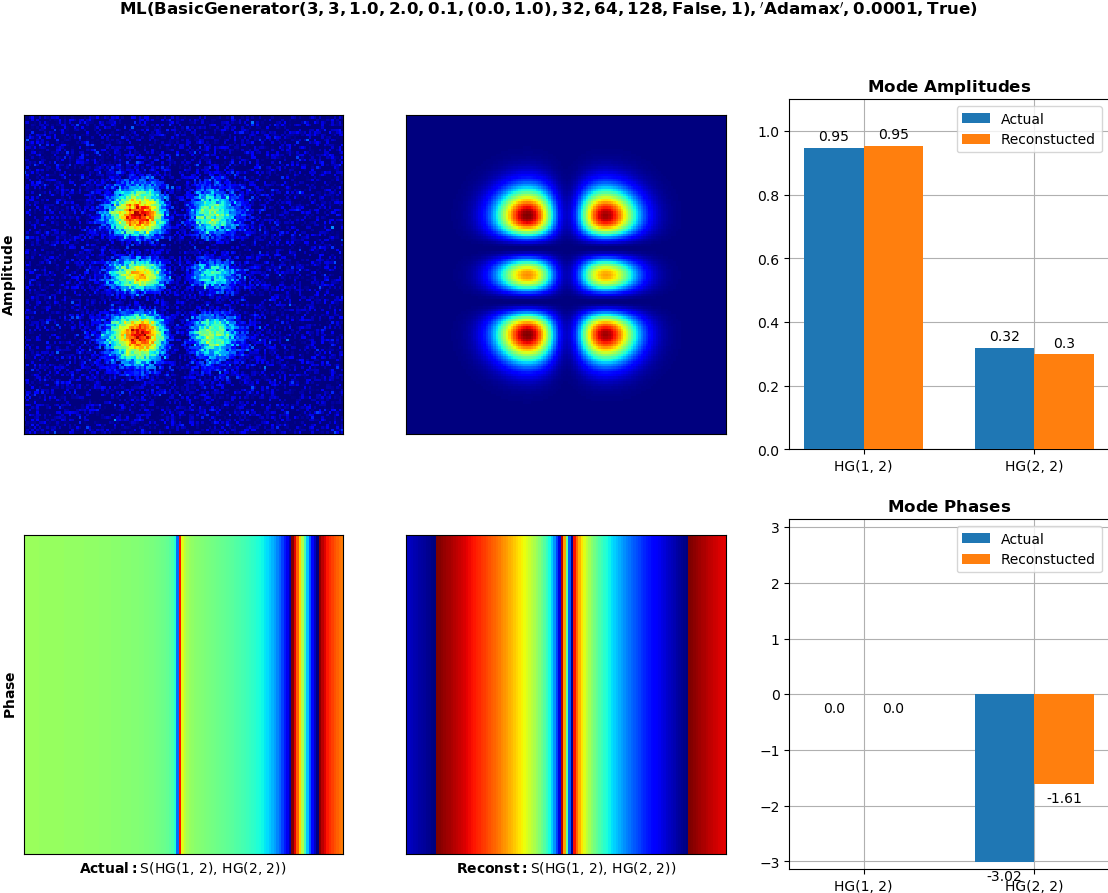 ML(BasicGenerator(3, 3, 1.0, 2.0, 0.1, (0.0, 1.0), 32, 64, 128, False, 1), ′Adamax′, 0.0001, True)
Amplitude
Mode Amplitudes
Actual
Reconstucted
1.0
0.8
0.6
0.4
0.2
0.0
0.95
0.95
0.32
0.3
HG(1, 2)
HG(2, 2)
Phase
Actual: S(HG(1, 2), HG(2, 2))
Reconst: S(HG(1, 2), HG(2, 2))
Mode Phases
Actual
Reconstucted
3
2
1
0
−1
−2
−3
0.0
0.0
-3.02
-1.61
HG(1, 2)
HG(2, 2)